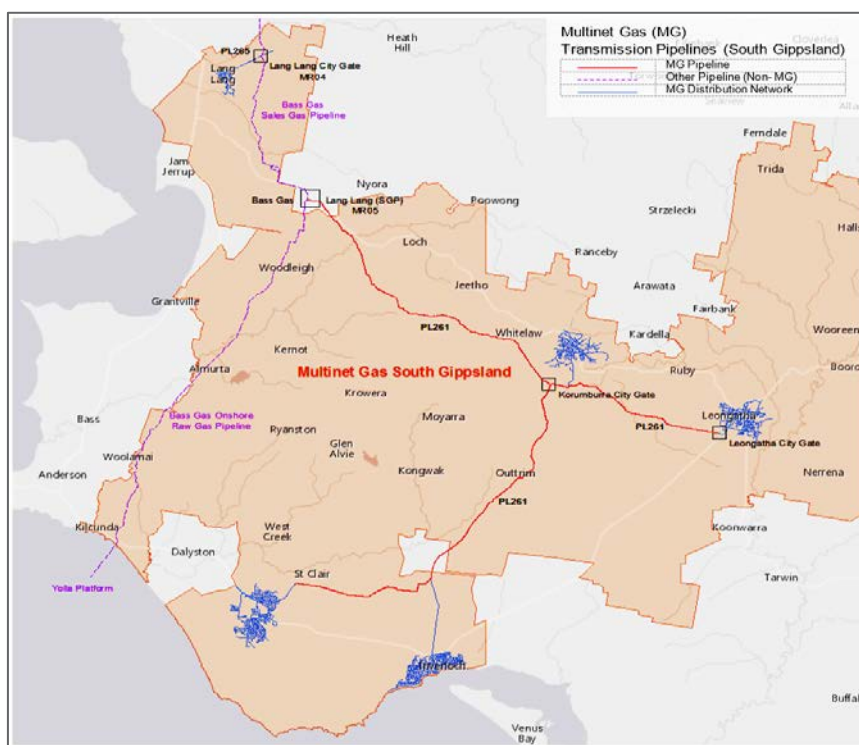 Multinet Gas (MG)
Transmission Pipelines (South Gippsland)
MG Pipeline
Other Pipeline (Non- MG)
MG Distribution Network
Heath
Hill
PL265
Lang
Lang
Lang Lang City Gate
MR04
Bass Gas
Sales Gas Pipeline
Ferndale
Trida
Jam
Jerrup
Nyora
Halls
Bass Gas
Lang Lang (SGP)
MR05
Poowong
Strzelecki
Loch
Ranceby
Woodleigh
Jeetho
Arawata
Grantville
Fairbank
PL261
Whitelaw
Kardella
Wooreen
Kernot
Almurta
Multinet Gas South Gippsland
Ruby
Boor
Krowera
Korumburra City Gate
Bass
Bass Gas Onshore
Raw Gas Pipeline
Moyarra
Leongatha
Ryanston
PL261
Glen
Alvie
Leongatha City Gate
Woolamai
Anderson
Kongwak
Outtrim
Nerrena
PL261
Kilcunda
West
Creek
Koonwarra
Dalyston
St Clair
Tarwin
Yolla Platform
Buffal
Venus
Bay